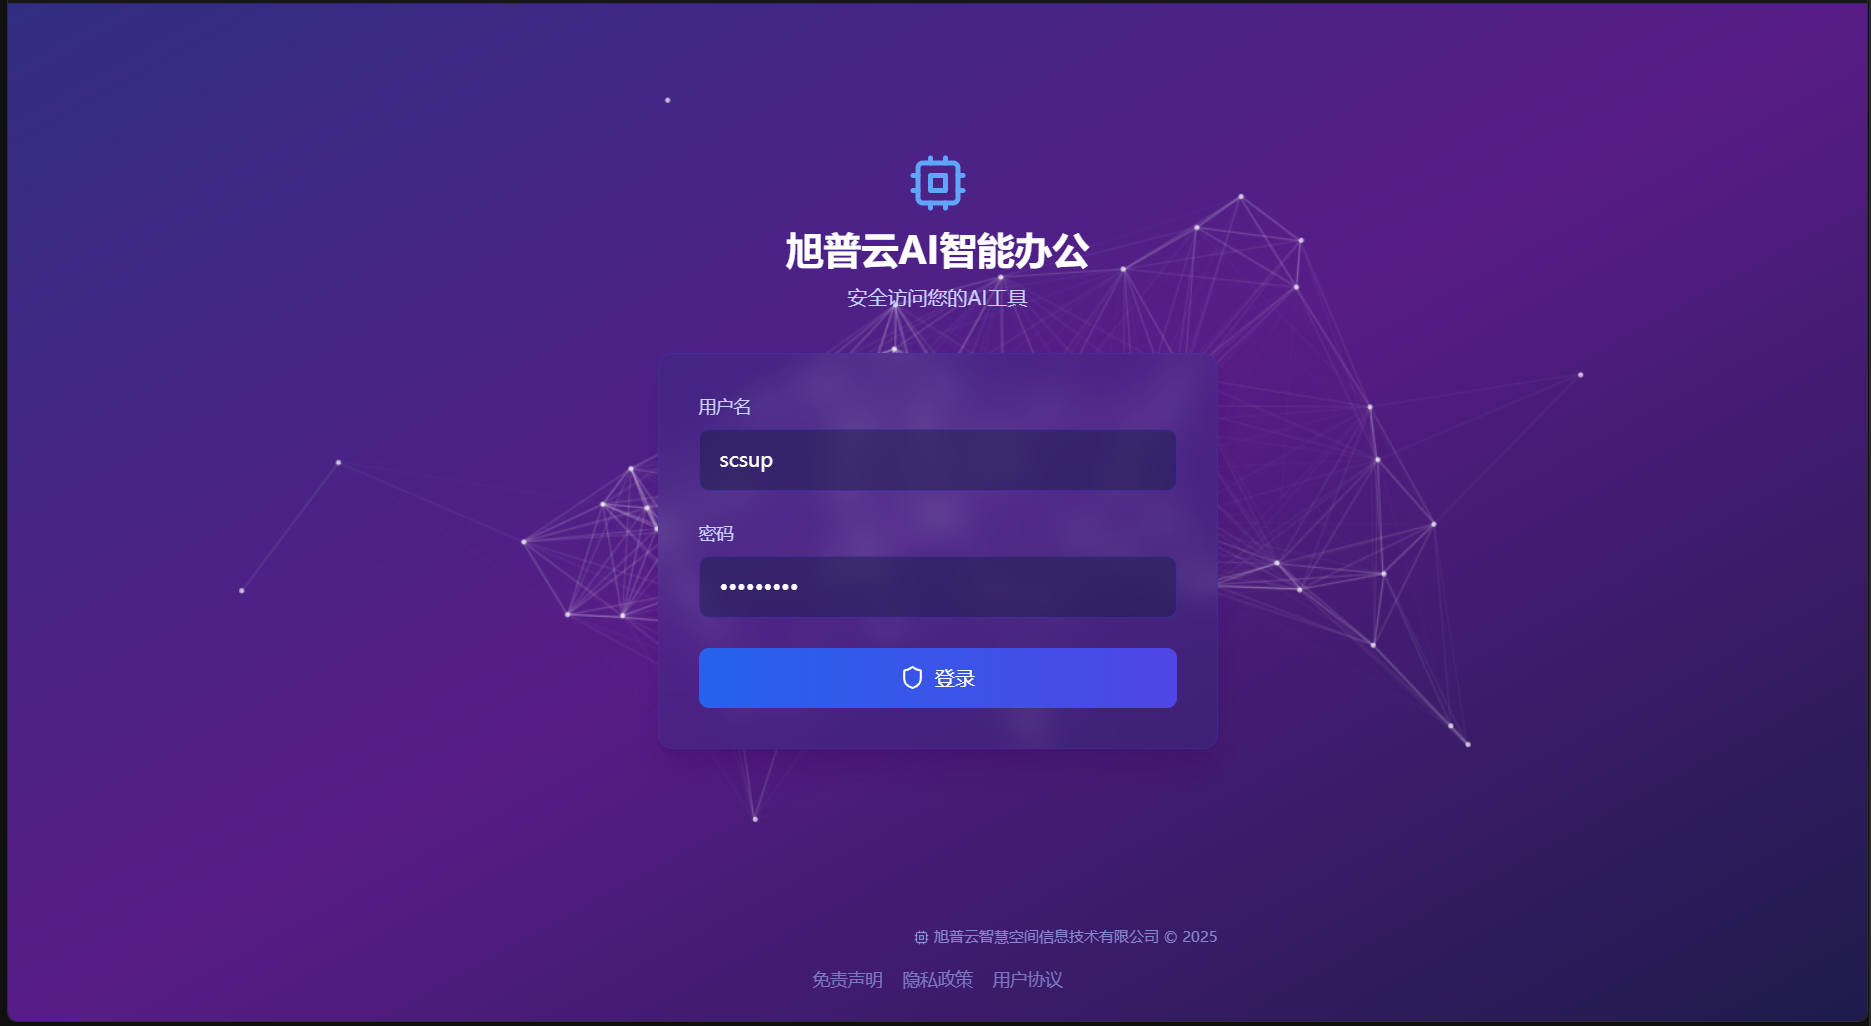 旭普云AI智能办公
安全访问您的AI工具
用户名
scsup
密码
•••••••••
登录
旭普云智慧空间信息技术有限公司 © 2025
免责声明 隐私政策 用户协议